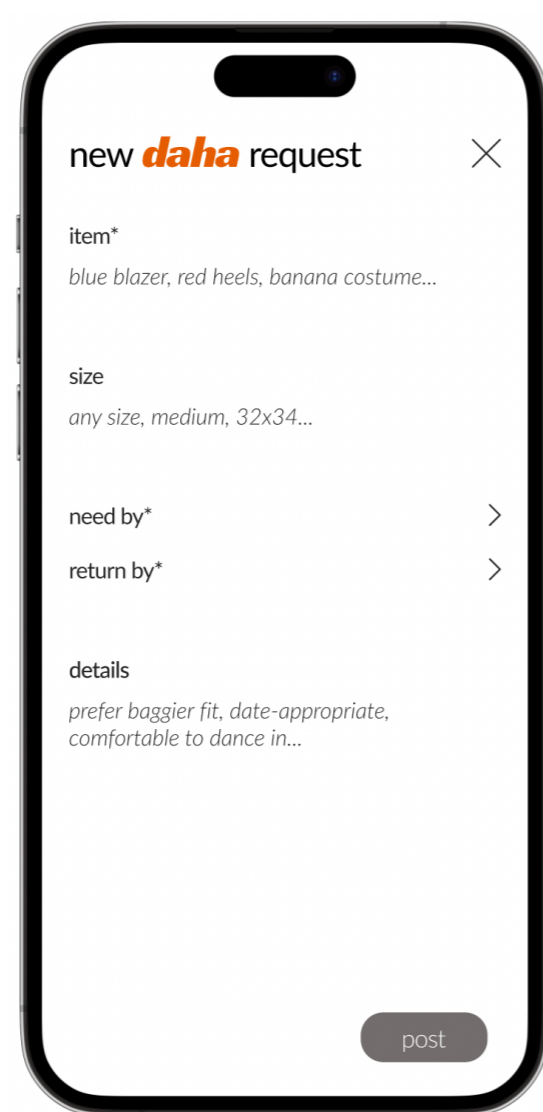 new daha request
item*
blue blazer, red heels, banana costume...
size
any size, medium, 32x34...
need by*
return by*
details
prefer baggier fit, date-appropriate,
comfortable to dance in...
post